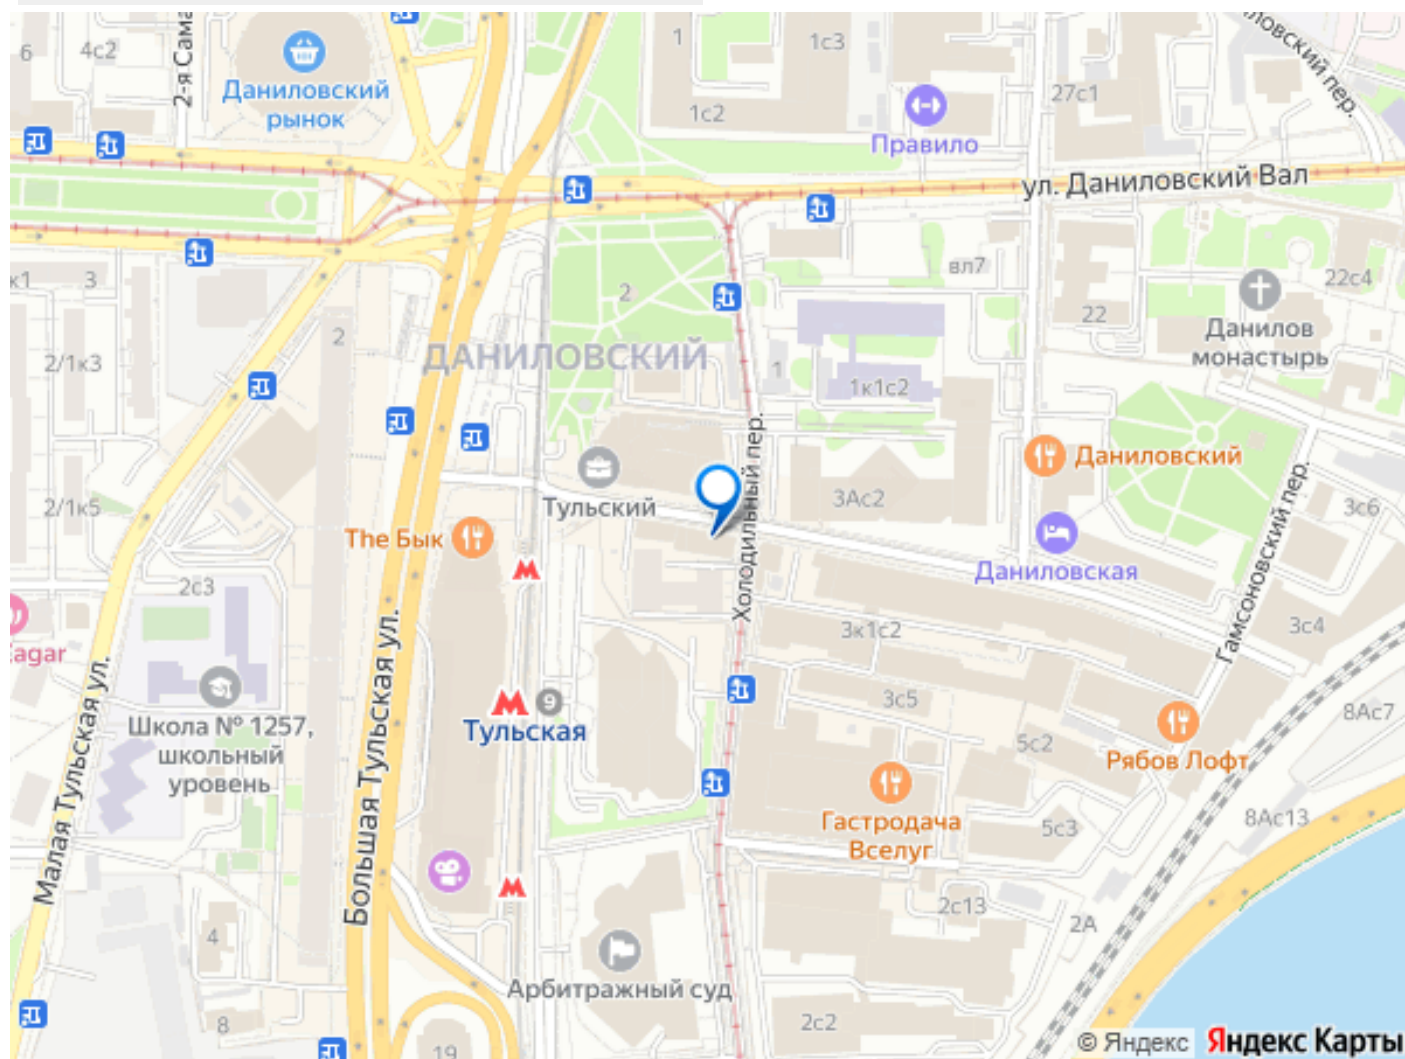 6
4с2
2-я Сама
Даниловский
рынок
1
1с3
1с2
27с1
Правило
ловский пер.
ул. Даниловский Вал
к1
3
2
вл7
22с4
22
Данилов
монастырь
2
2/1к3
ДАНИЛОВСКИЙ
1
1к1с2
Холодильный пер.
Даниловский
2/1к5
Тульский
3Ас2
3с6
The Бык
Даниловская
Гамсоновский пер.
2с3
3к1с2
3с4
агаr
Малая Тульская ул.
Большая Тульская ул.
Школа № 1257,
школьный
уровень
9
Тульская
3с5
5с2
8Ас7
Рябов Лофт
Гастродача
Вселуг
5с3
8Ас13
2с13
2А
4
Арбитражный суд
8
19
2с2
© Яндекс Яндекс Карты